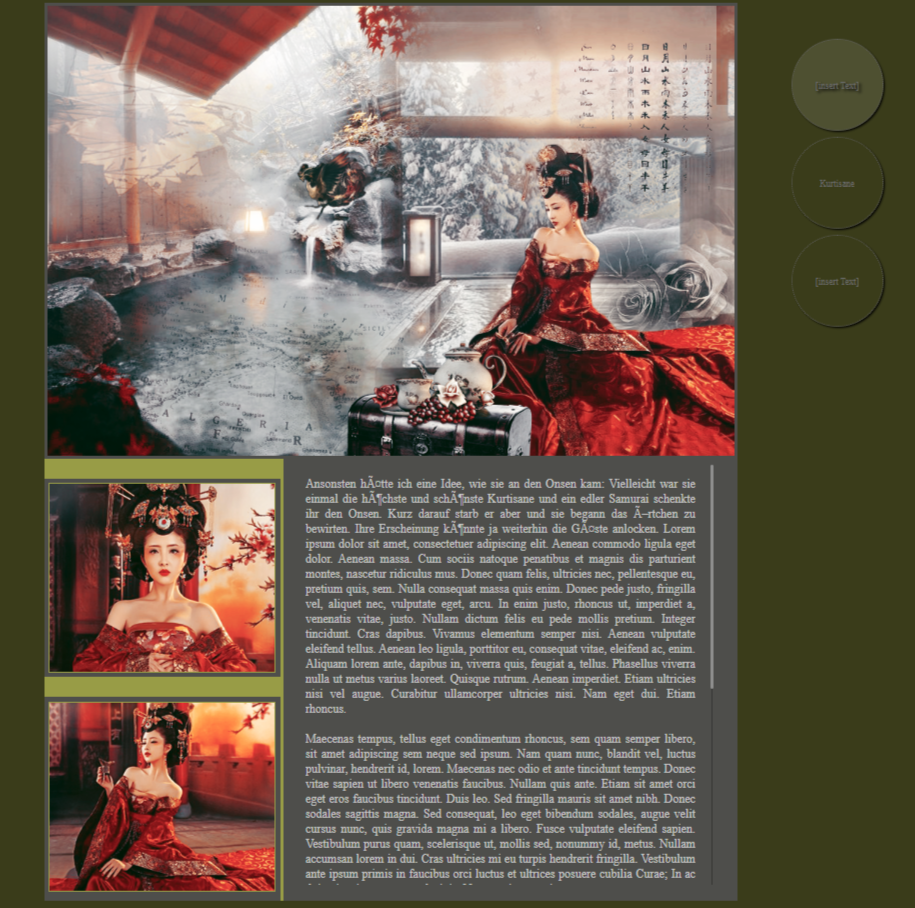 [insert Text]
Kurtisane
[insert Text]
日月山水雨木米人
母日手
M e d i
SICIL
A L G E R I A
F R
Ansonsten hÃ¤tte ich eine Idee, wie sie an den Onsen kam: Vielleicht war sie
einmal die hÃ¶chste und schÃ¶nste Kurtisane und ein edler Samurai schenkte
ihr den Onsen. Kurz darauf starb er aber und sie begann das Ã–rtchen zu
bewirten. Ihre Erscheinung kÃ¶nnte ja weiterhin die GÃ¤ste anlocken. Lorem
ipsum dolor sit amet, consectetuer adipiscing elit. Aenean commodo ligula eget
dolor. Aenean massa. Cum sociis natoque penatibus et magnis dis parturient
montes, nascetur ridiculus mus. Donec quam felis, ultricies nec, pellentesque eu,
pretium quis, sem. Nulla consequat massa quis enim. Donec pede justo, fringilla
vel, aliquet nec, vulputate eget, arcu. In enim justo, rhoncus ut, imperdiet a,
venenatis vitae, justo. Nullam dictum felis eu pede mollis pretium. Integer
tincidunt. Cras dapibus. Vivamus elementum semper nisi. Aenean vulputate
eleifend tellus. Aenean leo ligula, porttitor eu, consequat vitae, eleifend ac, enim.
Aliquam lorem ante, dapibus in, viverra quis, feugiat a, tellus. Phasellus viverra
nulla ut metus varius laoreet. Quisque rutrum. Aenean imperdiet. Etiam ultricies
nisi vel augue. Curabitur ullamcorper ultricies nisi. Nam eget dui. Etiam
rhoncus.
Maecenas tempus, tellus eget condimentum rhoncus, sem quam semper libero,
sit amet adipiscing sem neque sed ipsum. Nam quam nunc, blandit vel, luctus
pulvinar, hendrerit id, lorem. Maecenas nec odio et ante tincidunt tempus. Donec
vitae sapien ut libero venenatis faucibus. Nullam quis ante. Etiam sit amet orci
eget eros faucibus tincidunt. Duis leo. Sed fringilla mauris sit amet nibh. Donec
sodales sagittis magna. Sed consequat, leo eget bibendum sodales, augue velit
cursus nunc, quis gravida magna mi a libero. Fusce vulputate eleifend sapien.
Vestibulum purus quam, scelerisque ut, mollis sed, nonummy id, metus. Nullam
accumsan lorem in dui. Cras ultricies mi eu turpis hendrerit fringilla. Vestibulum
ante ipsum primis in faucibus orci luctus et ultrices posuere cubilia Curae; In ac